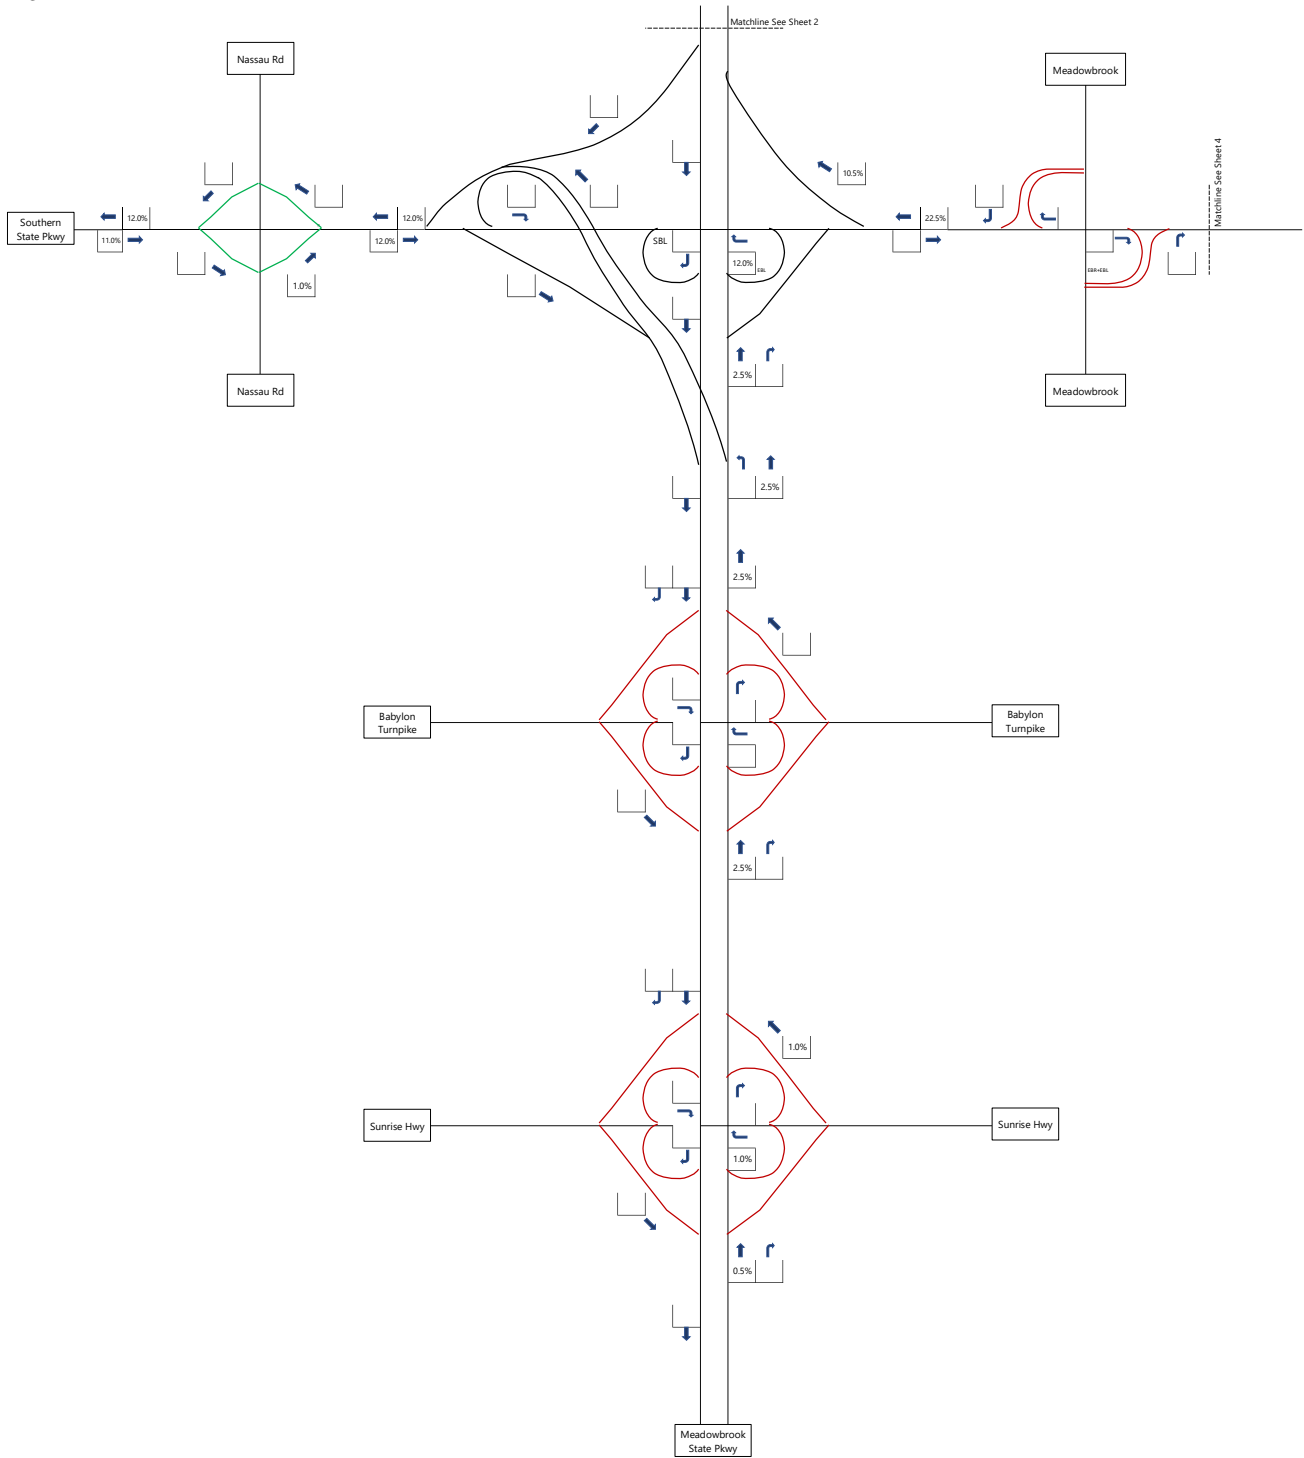 Matchline See Sheet 2
Nassau Rd
Meadowbrook
Matchline See Sheet 4
10.5%
Southern
State Pkwy
12.0%
11.0%
12.0%
12.0%
22.5%
SBL
12.0%
EBL
EBR+EBL
1.0%
2.5%
Nassau Rd
Meadowbrook
2.5%
2.5%
Babylon
Turnpike
Babylon
Turnpike
2.5%
1.0%
Sunrise Hwy
Sunrise Hwy
1.0%
0.5%
Meadowbrook
State Pkwy